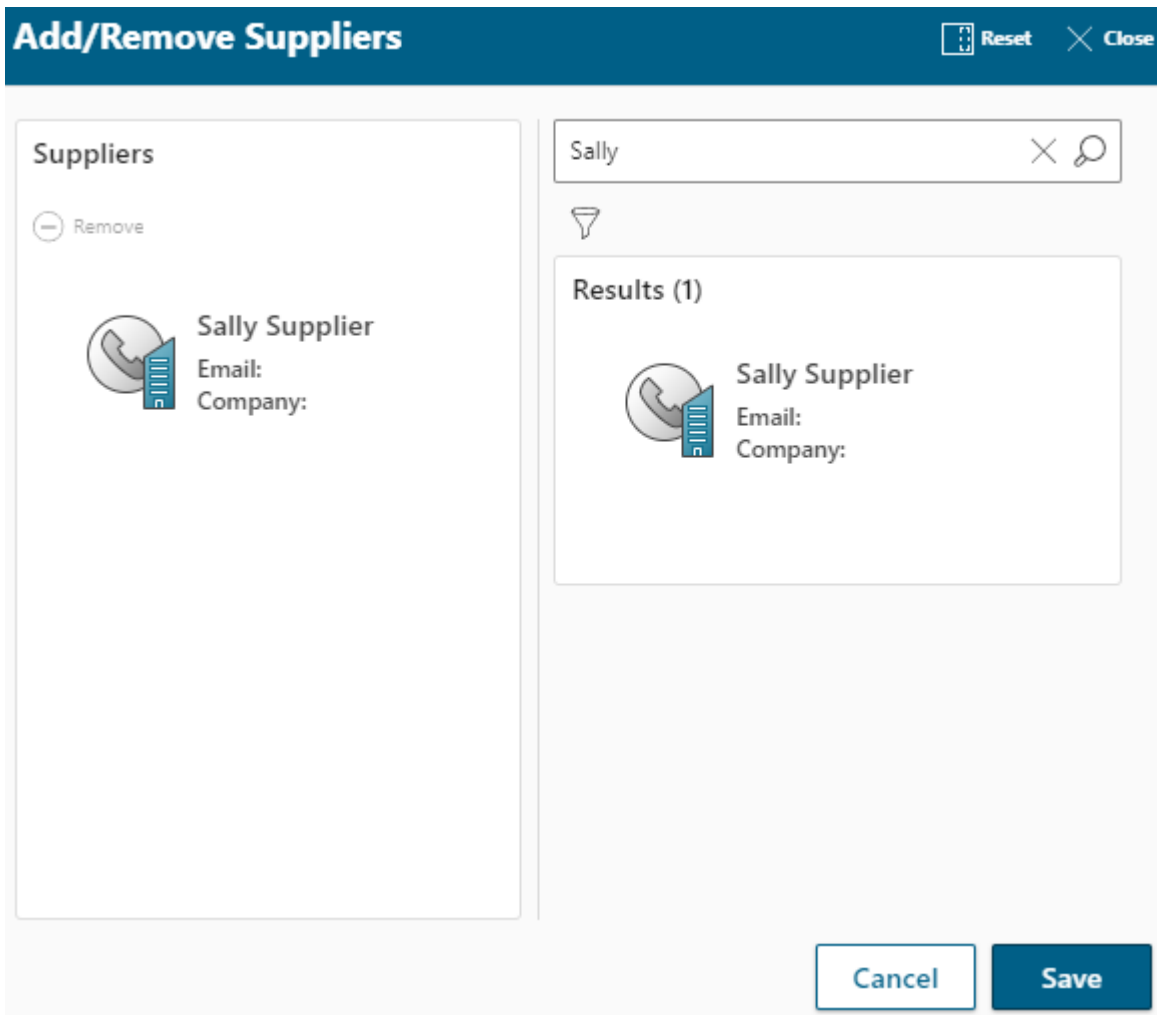 Add/Remove Suppliers
Reset
Close
Suppliers
Remove
Sally Supplier
Email:
Company:
Sally
Results (1)
Sally Supplier
Email:
Company:
Cancel
Save